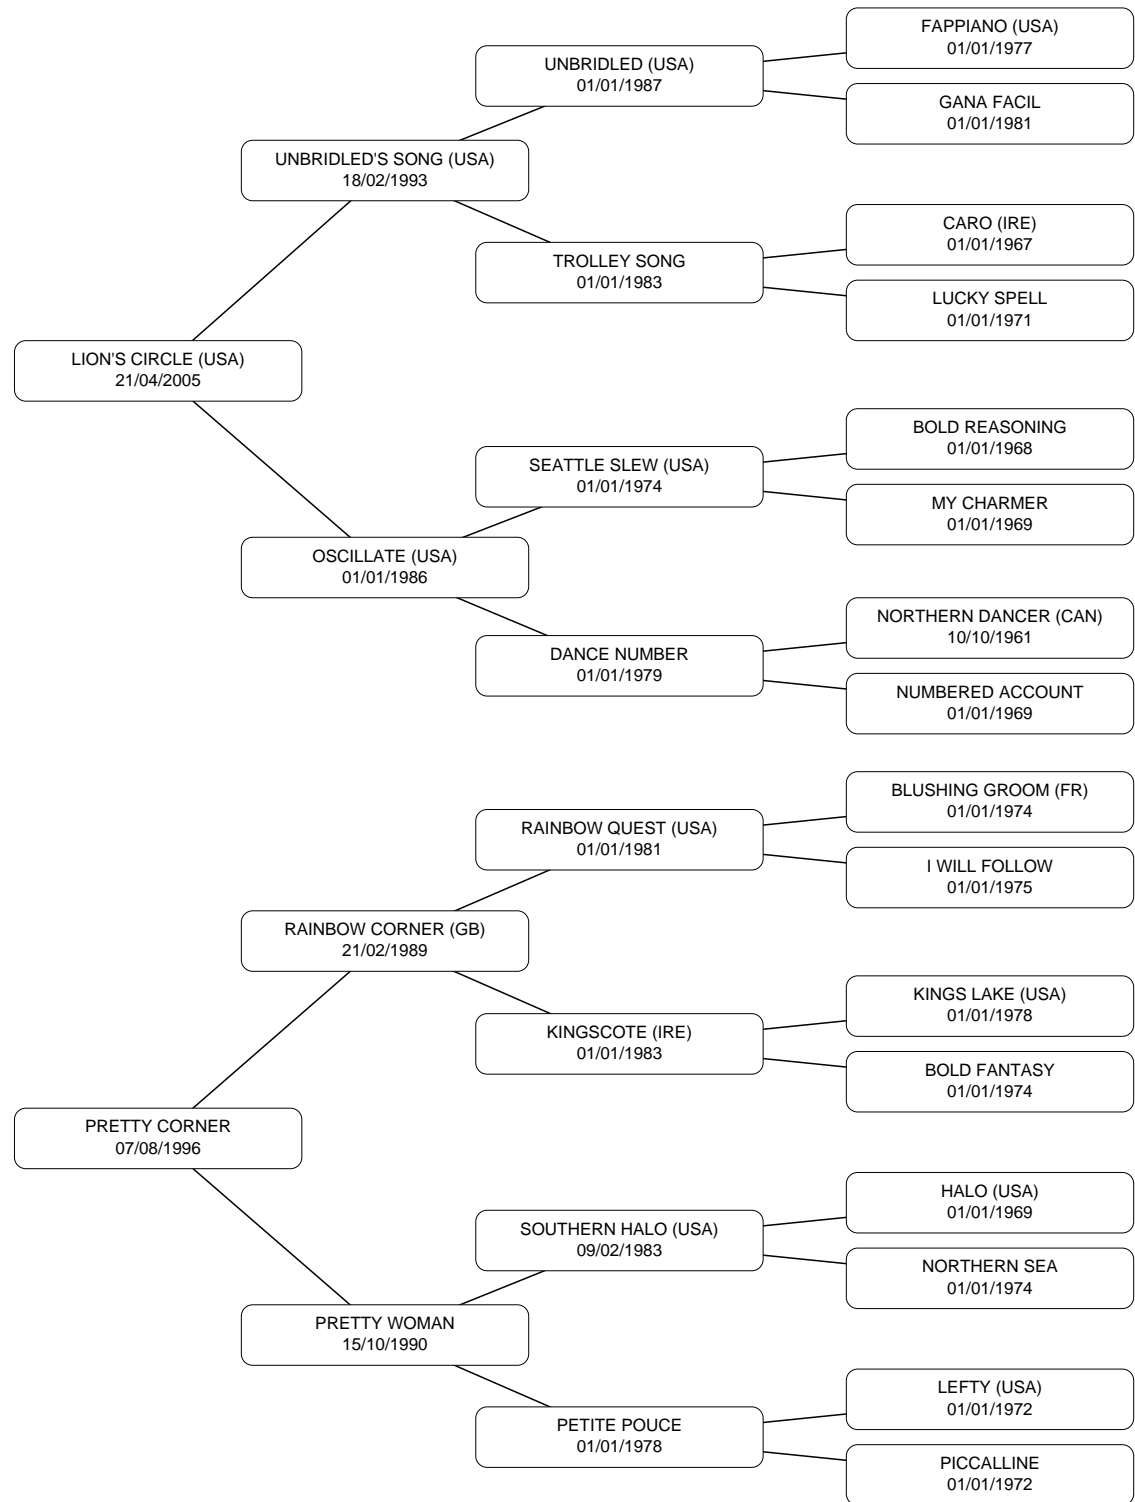 FAPPIANO (USA)
01/01/1977
UNBRIDLED (USA)
01/01/1987
GANA FACIL
01/01/1981
UNBRIDLED'S SONG (USA)
18/02/1993
CARO (IRE)
01/01/1967
TROLLEY SONG
01/01/1983
LUCKY SPELL
01/01/1971
LION'S CIRCLE (USA)
21/04/2005
BOLD REASONING
01/01/1968
SEATTLE SLEW (USA)
01/01/1974
MY CHARMER
01/01/1969
OSCILLATE (USA)
01/01/1986
NORTHERN DANCER (CAN)
10/10/1961
DANCE NUMBER
01/01/1979
NUMBERED ACCOUNT
01/01/1969
BLUSHING GROOM (FR)
01/01/1974
RAINBOW QUEST (USA)
01/01/1981
I WILL FOLLOW
01/01/1975
RAINBOW CORNER (GB)
21/02/1989
KINGS LAKE (USA)
01/01/1978
KINGSCOTE (IRE)
01/01/1983
BOLD FANTASY
01/01/1974
PRETTY CORNER
07/08/1996
HALO (USA)
01/01/1969
SOUTHERN HALO (USA)
09/02/1983
NORTHERN SEA
01/01/1974
PRETTY WOMAN
15/10/1990
LEFTY (USA)
01/01/1972
PETITE POUCE
01/01/1978
PICCALLINE
01/01/1972